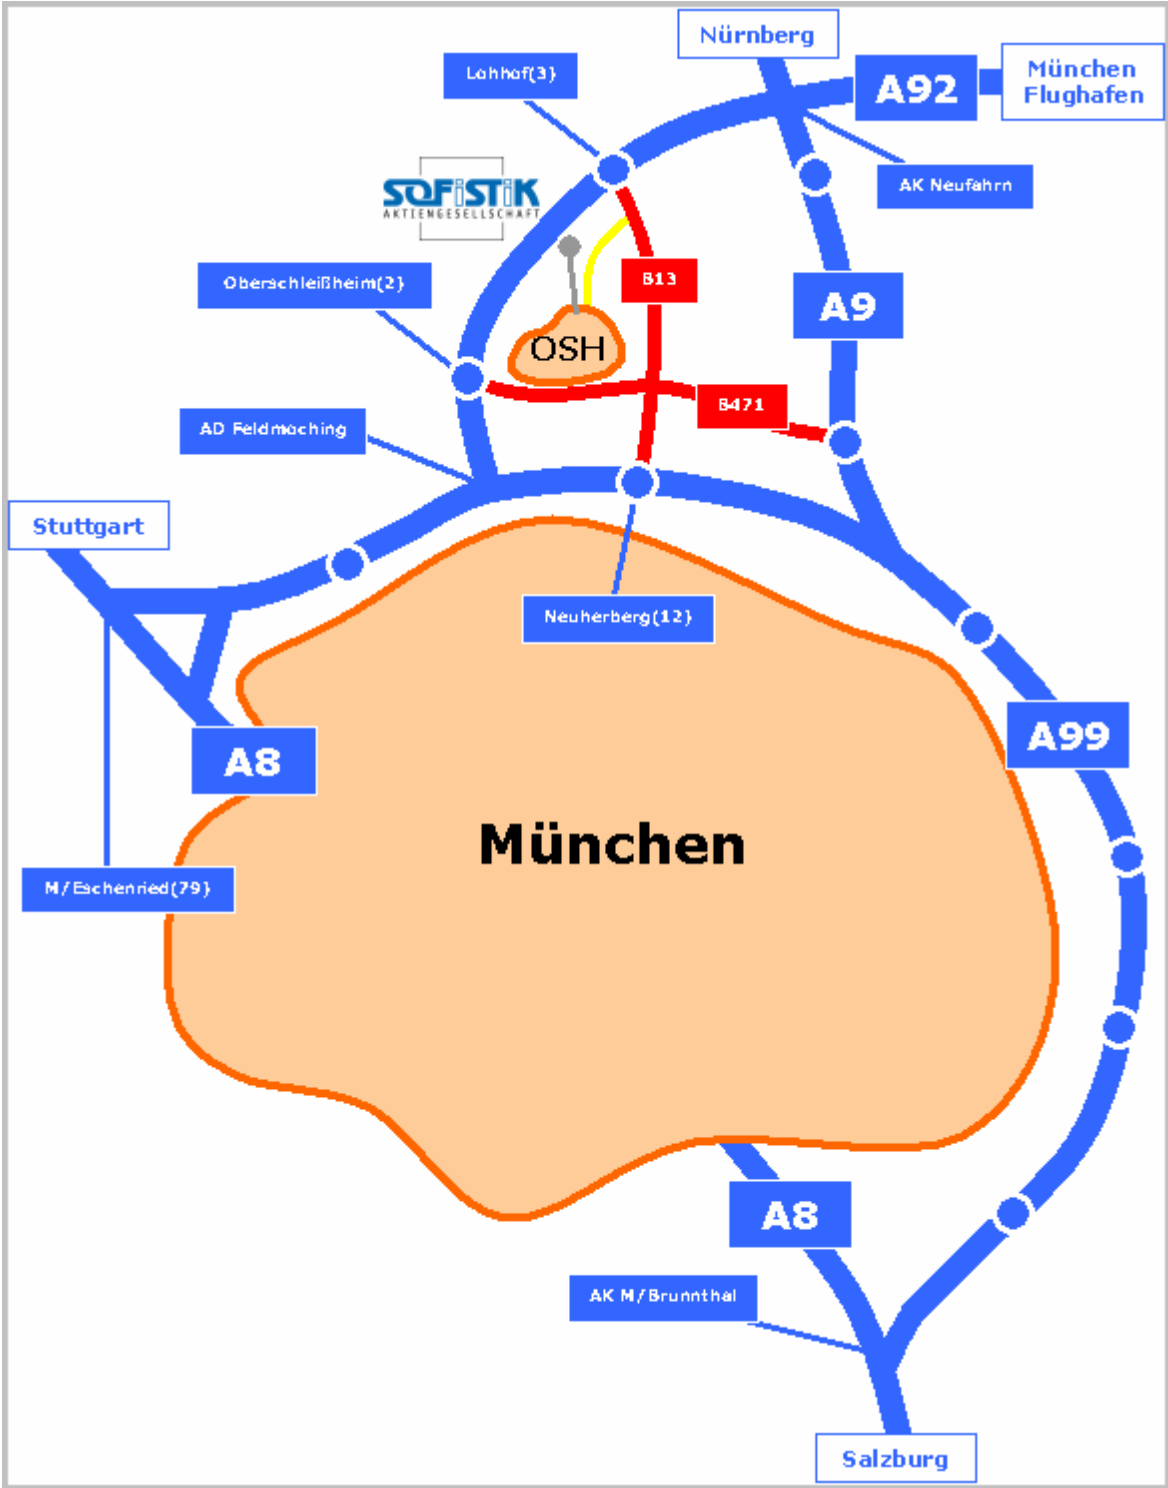 Nürnberg
Lohhof(3)
A92
München
Flughafen
SOFiSTiK
AKTIENGESELLSCHAFT
AK Neufahrn
Oberschleißheim(2)
B13
A9
OSH
B471
AD Feldmoching
Stuttgart
Neuherberg(12)
A99
A8
München
M/Eschenried(79)
A8
AK M/Brunnthal
Salzburg